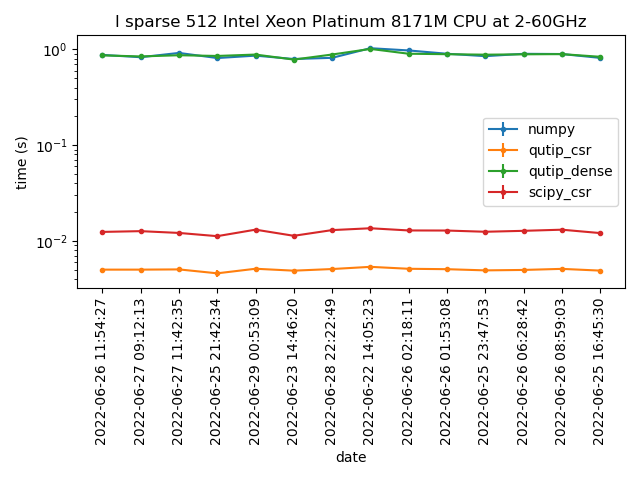 l sparse 512 Intel Xeon Platinum 8171M CPU at 2-60GHz
time (s)
10⁰
10⁻¹
10⁻²
numpy
qutip_csr
qutip_dense
scipy_csr
2022-06-26 11:54:27
2022-06-27 09:12:13
2022-06-27 11:42:35
2022-06-25 21:42:34
2022-06-29 00:53:09
2022-06-23 14:46:20
2022-06-28 22:22:49
2022-06-22 14:05:23
2022-06-26 02:18:11
2022-06-26 01:53:08
2022-06-25 23:47:53
2022-06-26 06:28:42
2022-06-26 08:59:03
2022-06-25 16:45:30
date